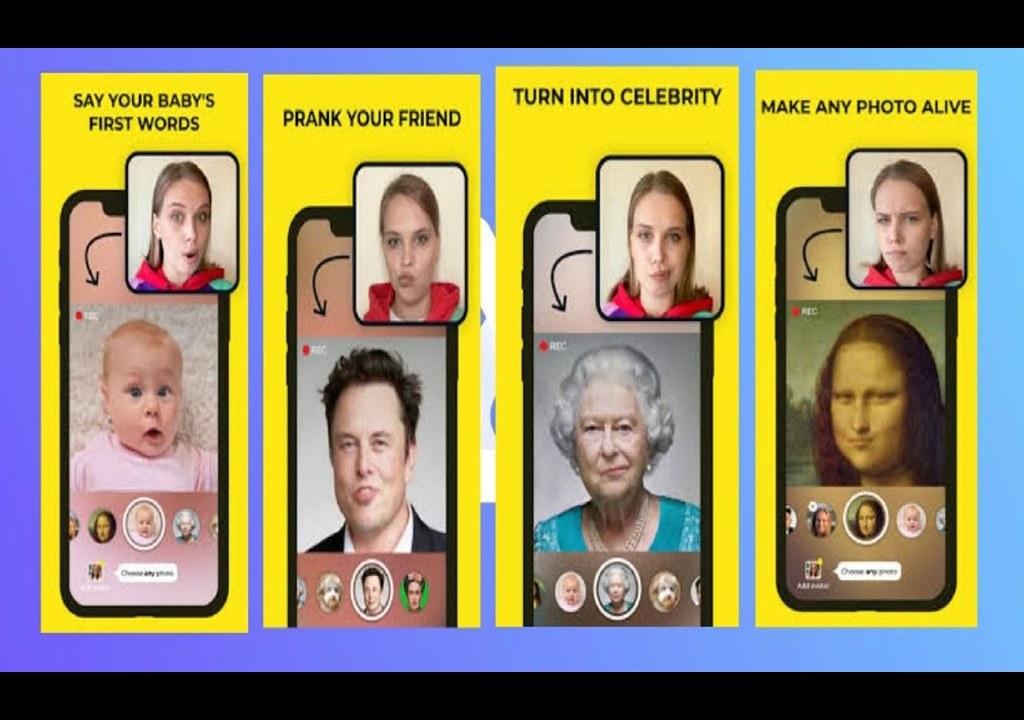 SAY YOUR BABY'S
FIRST WORDS
REC
Choose any photo
PRANK YOUR FRIEND
REC
TURN INTO CELEBRITY
REC
MAKE ANY PHOTO ALIVE
REC
Choose any photo
Add avatar